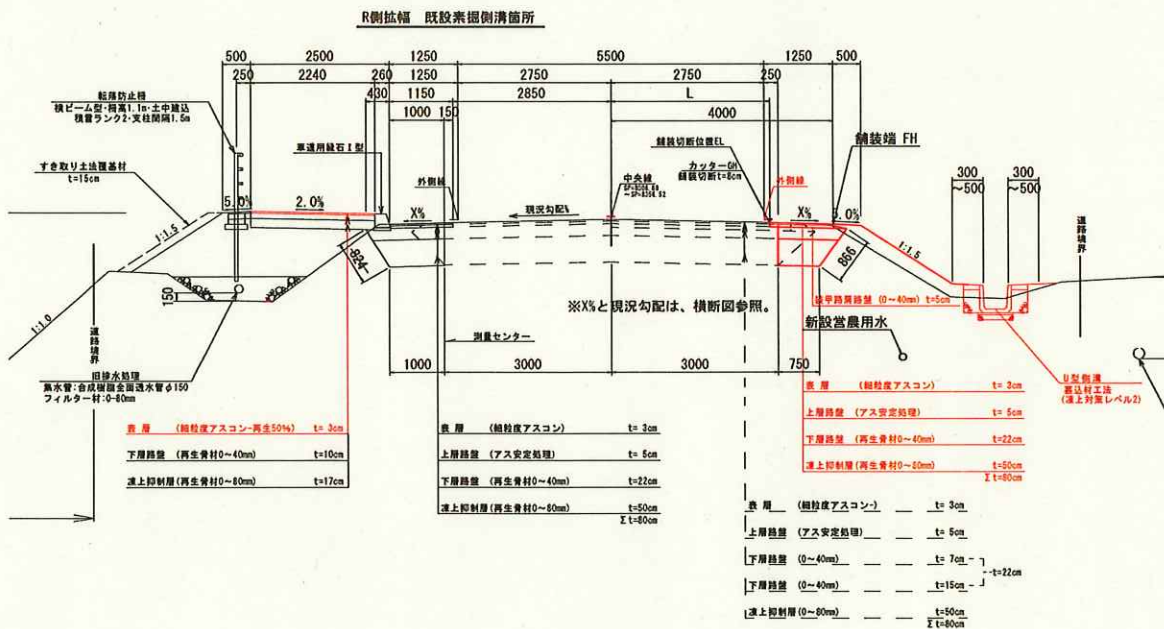 R側拡幅　既設素掘側溝箇所
500 2500 1250 5500 1250 500
250 2240 260 1250 2750 2750 250
430 1150 2850 L
1000 150 4000
転落防止柵
横ビーム型・柵高1.1m・土中建込
積雪ランク2・支柱間隔1.5m
すき取り土法覆基材
t=15cm
車道用縁石Ⅰ型
外側線
中央線
舗装切断位置EL
カッターGH
舗装切断t=8cm
舗装端 FH
外側線
300
～500
300
～500
5.0%
2.0%
X%
現況勾配%
X%
1:1.5
1:1.5
1:1.0
824
866
150
道路境界
道路境界
※X%と現況勾配は、横断図参照。
路肩路盤 (0～40mm) t=5cm
新設営農用水
測量センター
1000 3000 3000 750
旧排水処理
集水管:合成樹脂全面透水管φ150
フィルター材:0-80mm
U型側溝
置込材工法
(凍上対策レベル2)
表 層 (細粒度アスコン-再生50%) t= 3cm
下層路盤 (再生骨材0～40mm) t=10cm
凍上抑制層(再生骨材0～80mm) t=17cm
表 層 (細粒度アスコン) t= 3cm
上層路盤 (アス安定処理) t= 5cm
下層路盤 (再生骨材0～40mm) t=22cm
凍上抑制層(再生骨材0～80mm) t=50cm
Σt=80cm
表 層 (細粒度アスコン) t= 3cm
上層路盤 (アス安定処理) t= 5cm
下層路盤 (再生骨材0～40mm) t=22cm
凍上抑制層(再生骨材0～80mm) t=50cm
Σt=80cm
表 層 (細粒度アスコン-) t= 3cm
上層路盤 (アス安定処理) t= 5cm
下層路盤 (0～40mm) t= 7cm
t=22cm
下層路盤 (0～40mm) t=15cm
凍上抑制層(0～80mm) t=50cm
Σt=80cm